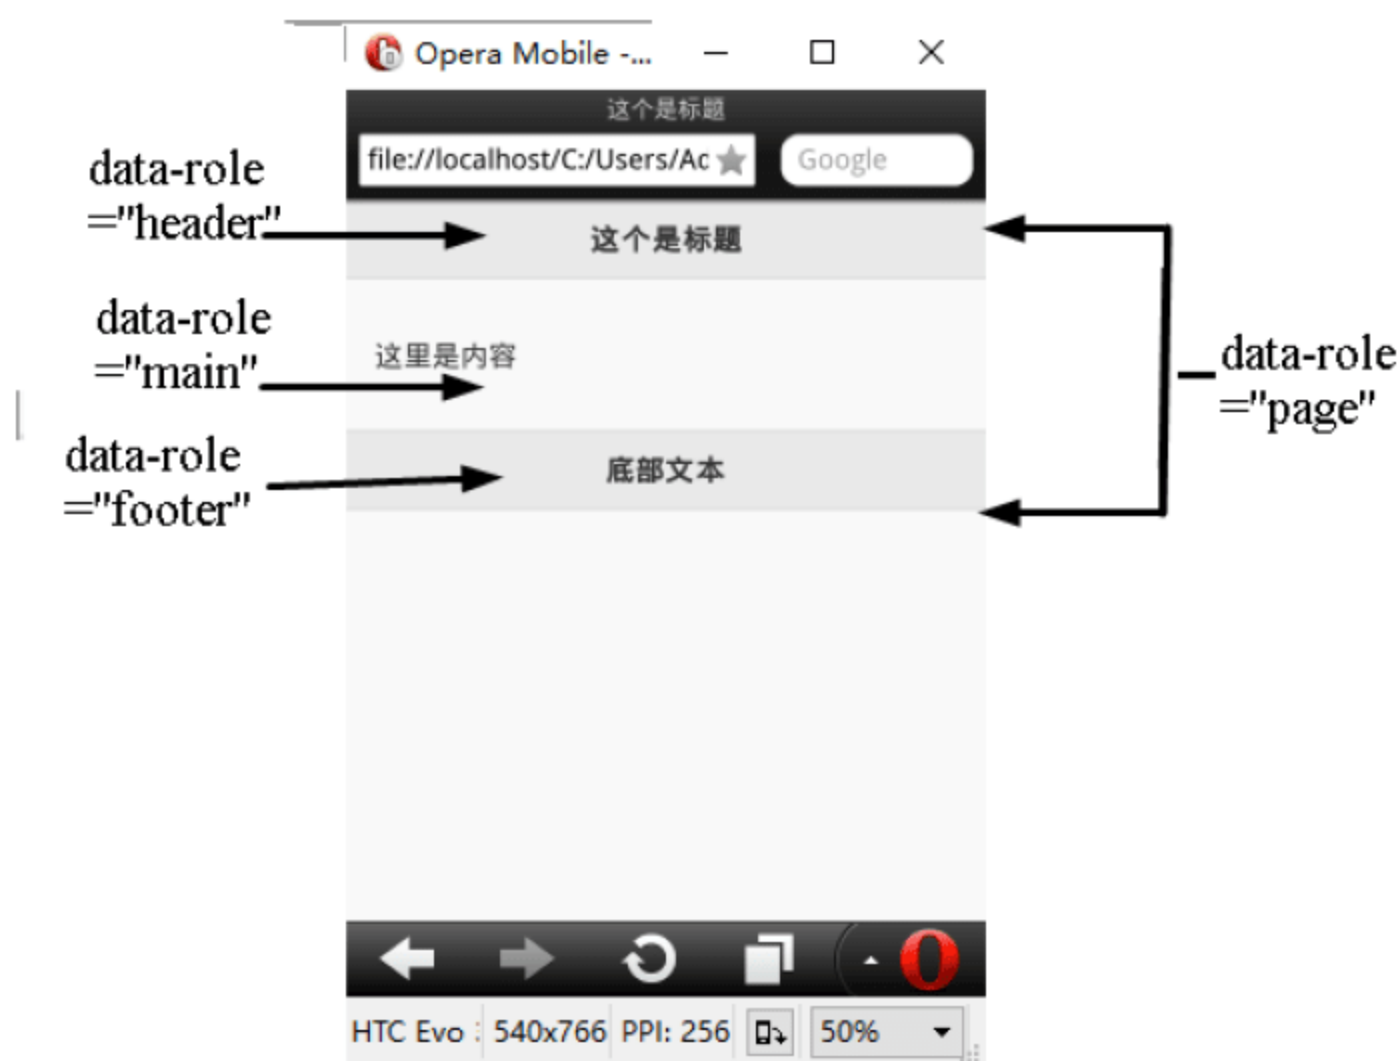 Opera Mobile -...
这个是标题
file://localhost/C:/Users/Ac
Google
data-role
="header"
这个是标题
data-role
="main"
这里是内容
data-role
="page"
data-role
="footer"
底部文本
HTC Evo
540x766
PPI: 256
50%